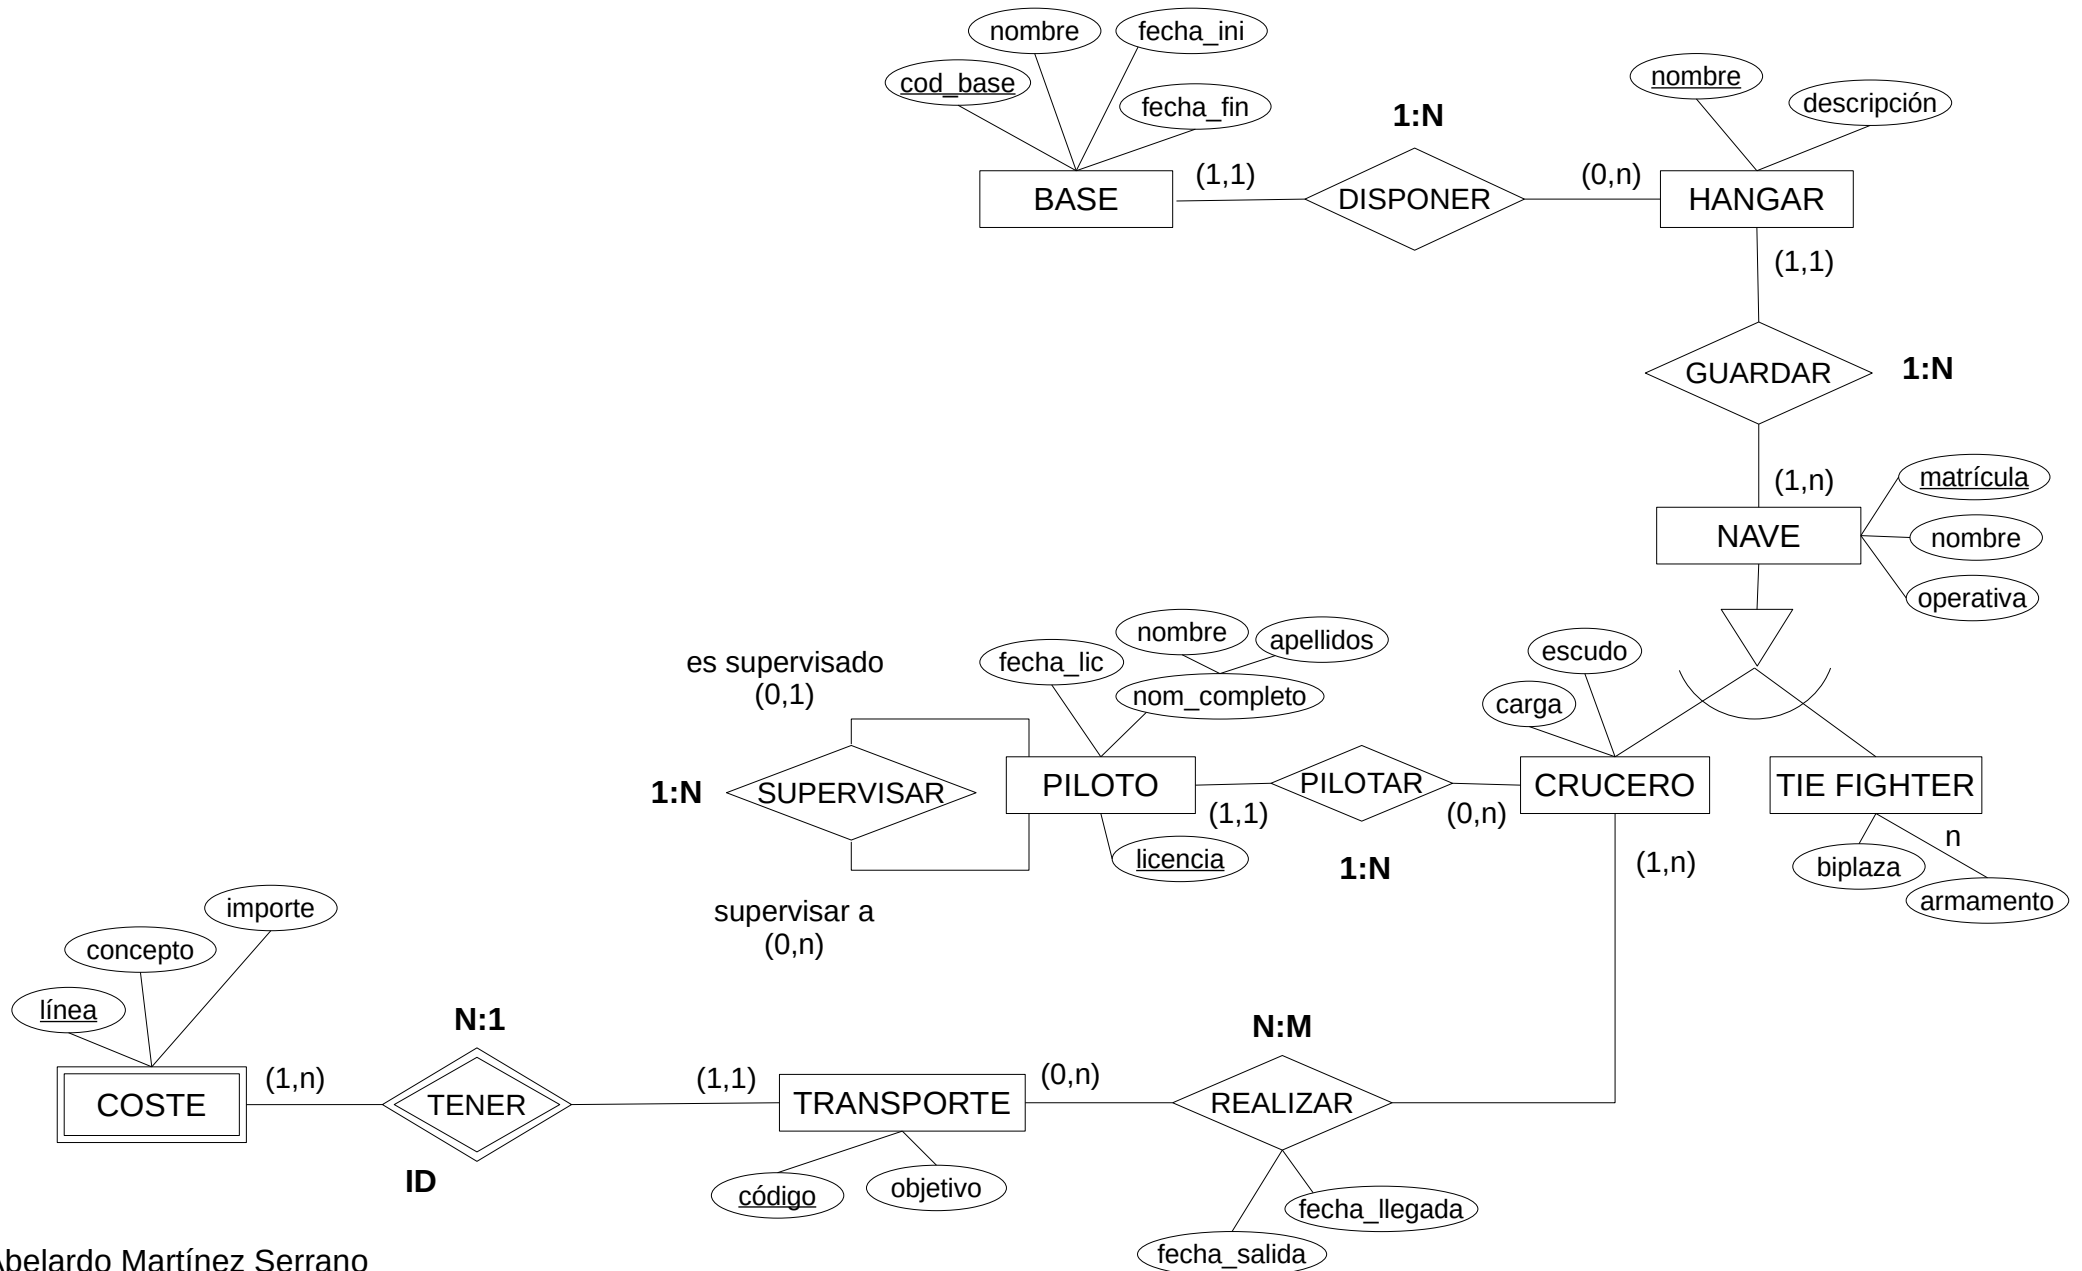 nombre
fecha_ini
cod_base
fecha_fin
nombre
descripción
1:N
BASE
(1,1)
DISPONER
(0,n)
HANGAR
(1,1)
GUARDAR
1:N
(1,n)
matrícula
NAVE
nombre
operativa
es supervisado
(0,1)
fecha_lic
nombre
apellidos
nom_completo
escudo
carga
1:N
SUPERVISAR
PILOTO
(1,1)
PILOTAR
(0,n)
CRUCERO
TIE FIGHTER
licencia
1:N
(1,n)
n
biplaza
armamento
supervisar a
(0,n)
importe
concepto
línea
N:1
N:M
COSTE
(1,n)
TENER
(1,1)
TRANSPORTE
(0,n)
REALIZAR
ID
código
objetivo
fecha_llegada
fecha_salida
Abelardo Martínez Serrano